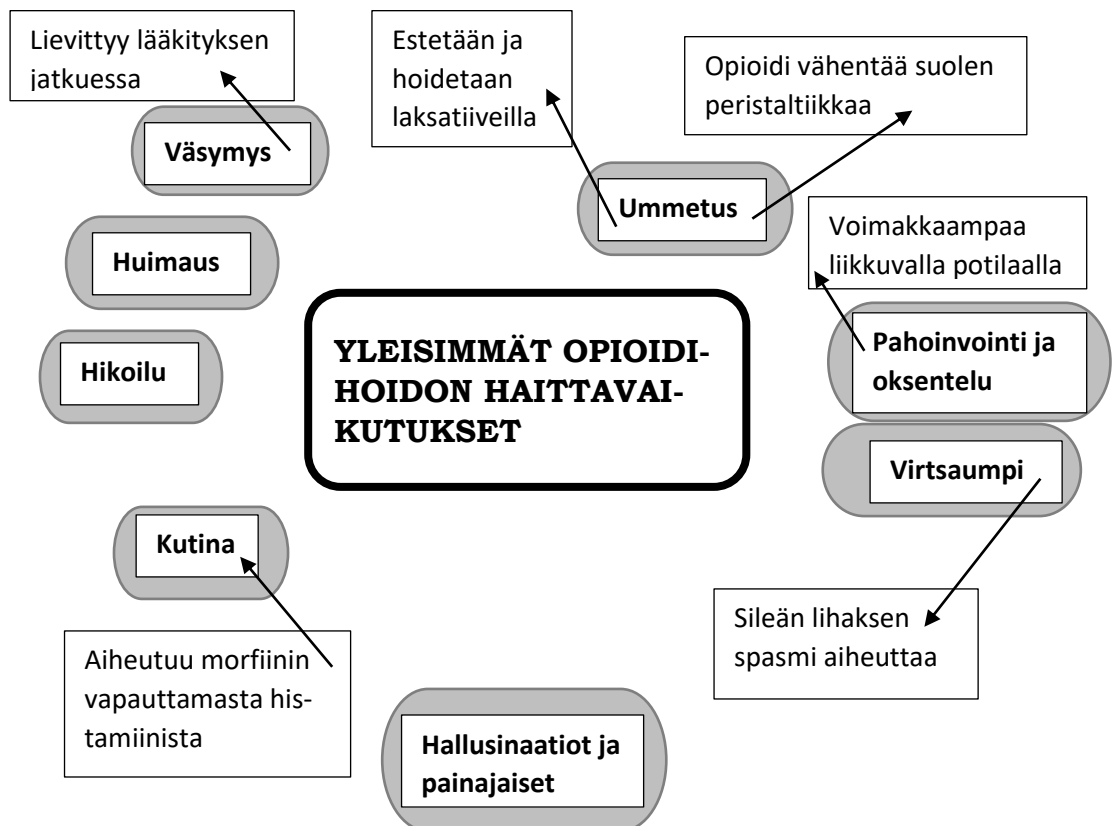 Lievittyy lääkityksen
jatkuessa
Estetään ja
hoidetaan
laksatiiveilla
Opioidi vähentää suolen
peristaltiikkaa
Väsymys
Ummetus
Huimaus
Voimakkaampaa
liikkuvalla potilaalla
Hikoilu
YLEISIMMÄT OPIOIDI-
HOIDON HAITTAVAI-
KUTUKSET
Pahoinvointi ja
oksentelu
Virtsaumpi
Kutina
Sileän lihaksen
spasmi aiheuttaa
Aiheutuu morfiinin
vapauttamasta his-
tamiinista
Hallusinaatiot ja
painajaiset